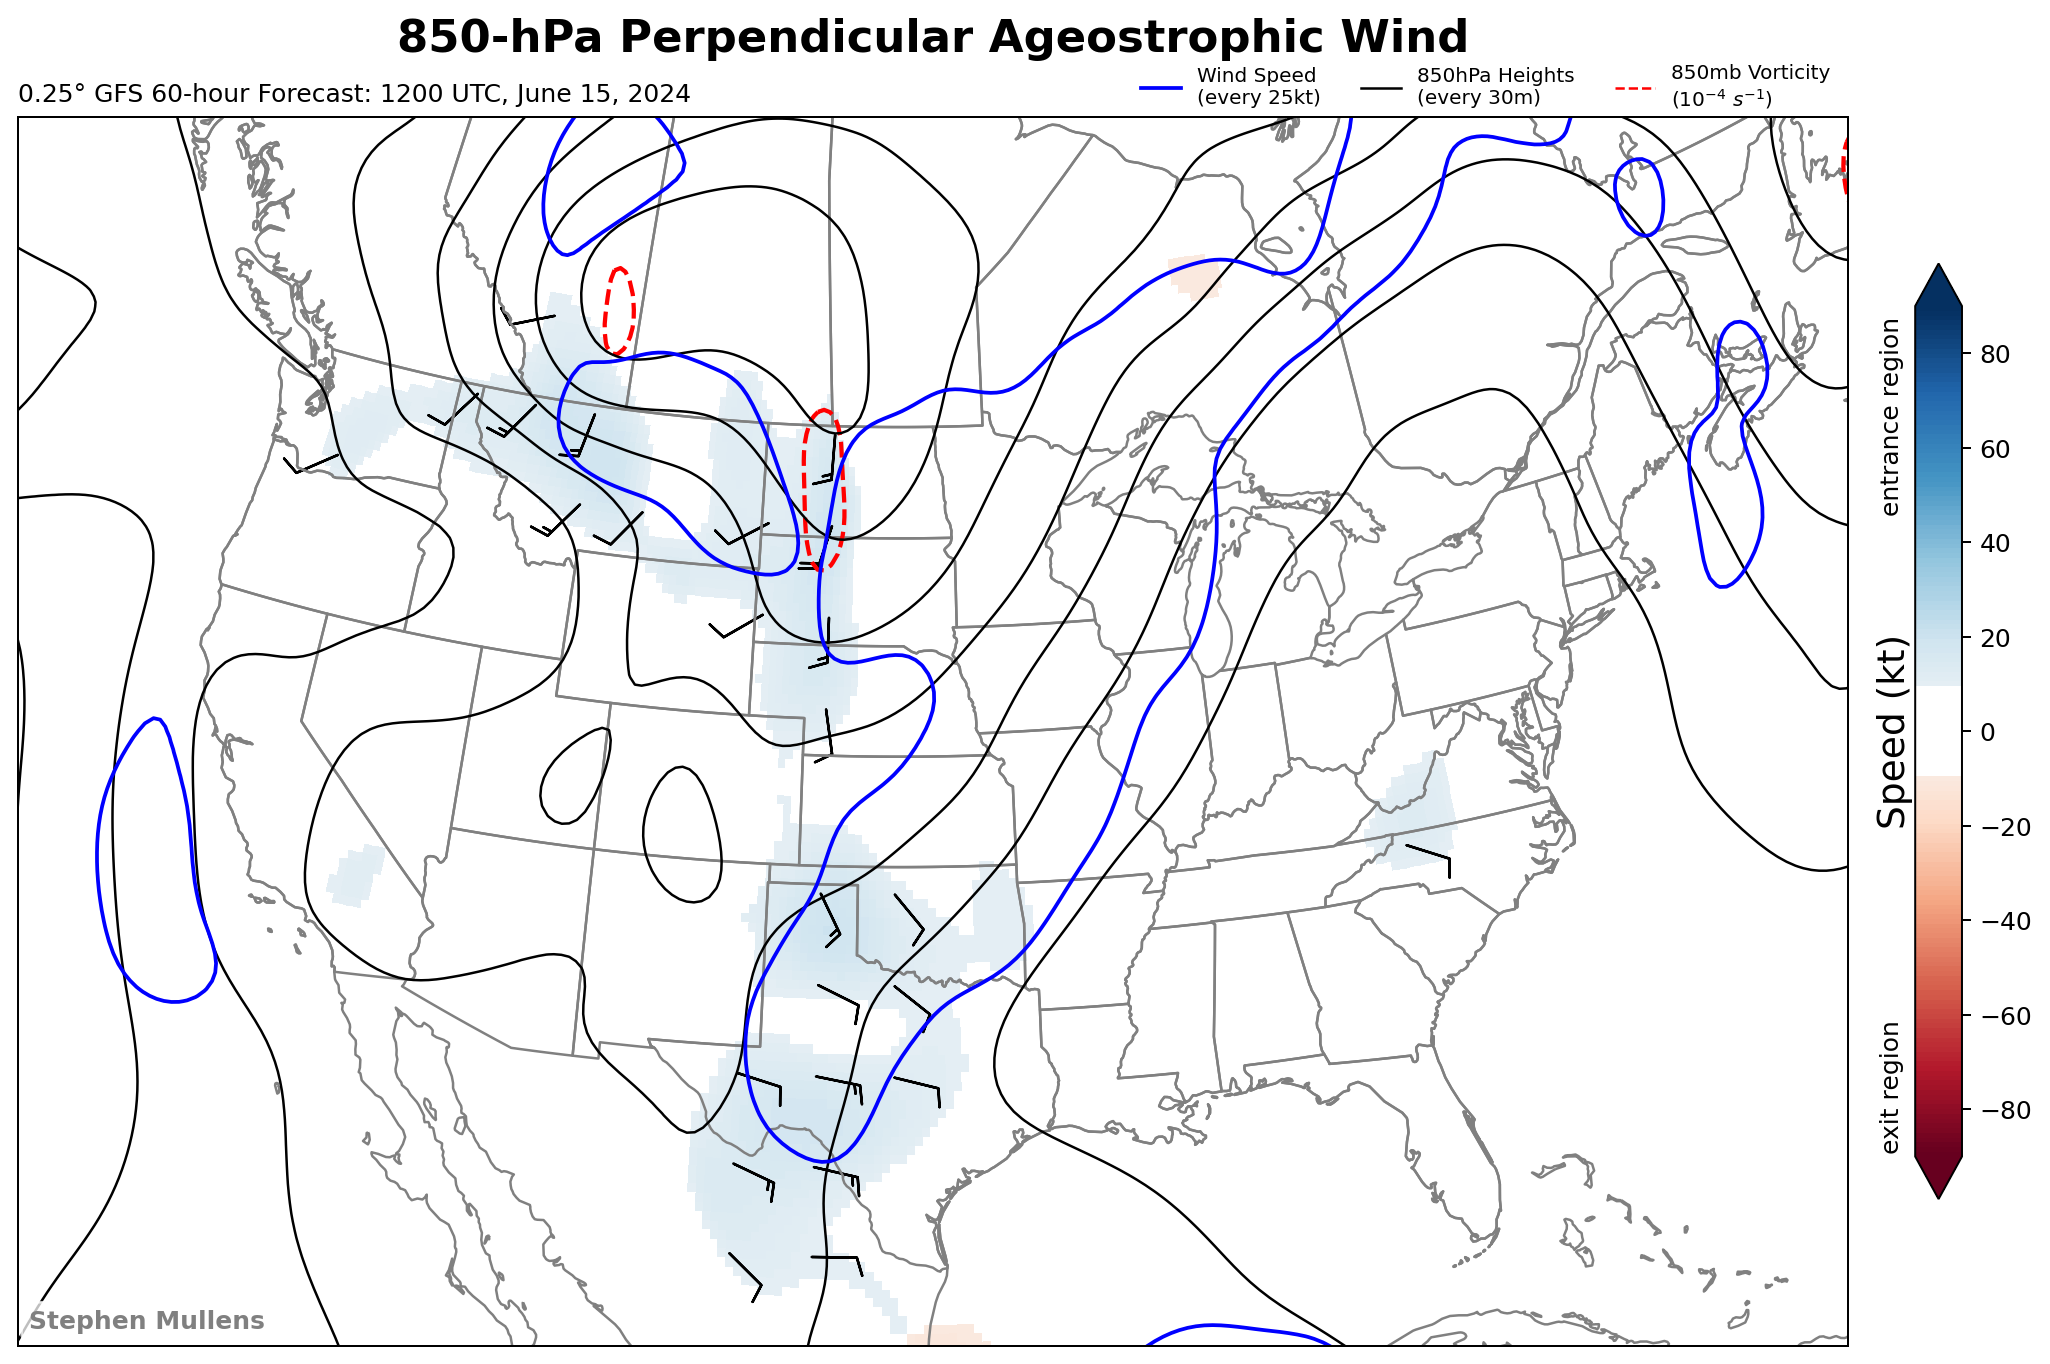 850-hPa Perpendicular Ageostrophic Wind
0.25° GFS 60-hour Forecast: 1200 UTC, June 15, 2024
Wind Speed
(every 25kt)
850hPa Heights
(every 30m)
850mb Vorticity
(10⁻⁴ s⁻¹)
entrance region
Speed (kt)
exit region
80
60
40
20
0
−20
−40
−60
−80
Stephen Mullens